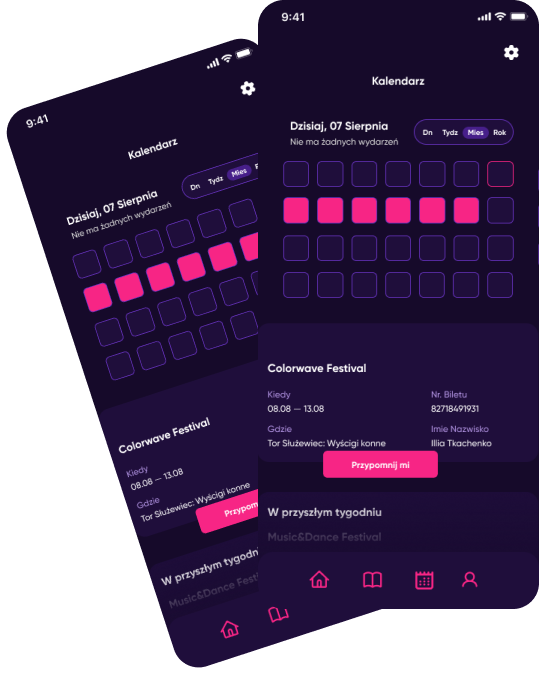 9:41
Kalendarz
Dzisiaj, 07 Sierpnia
Nie ma żadnych wydarzeń
Dn Tydz Mies Rok
Colorwave Festival
Kiedy
08.08 — 13.08
Nr. Biletu
82718491931
Gdzie
Tor Służewiec: Wyścigi konne
Imie Nazwisko
Illia Tkachenko
Przypomnij mi
W przyszłym tygodniu
Music&Dance Festival
9:41
Kalendarz
Dzisiaj, 07 Sierpnia
Nie ma żadnych wydarzeń
Dn Tydz Mies
Colorwave Festival
Kiedy
08.08 — 13.08
Gdzie
Tor Służewiec: Wyścigi konne
Przypom
W przyszłym tygodn
Music&Dance Fest